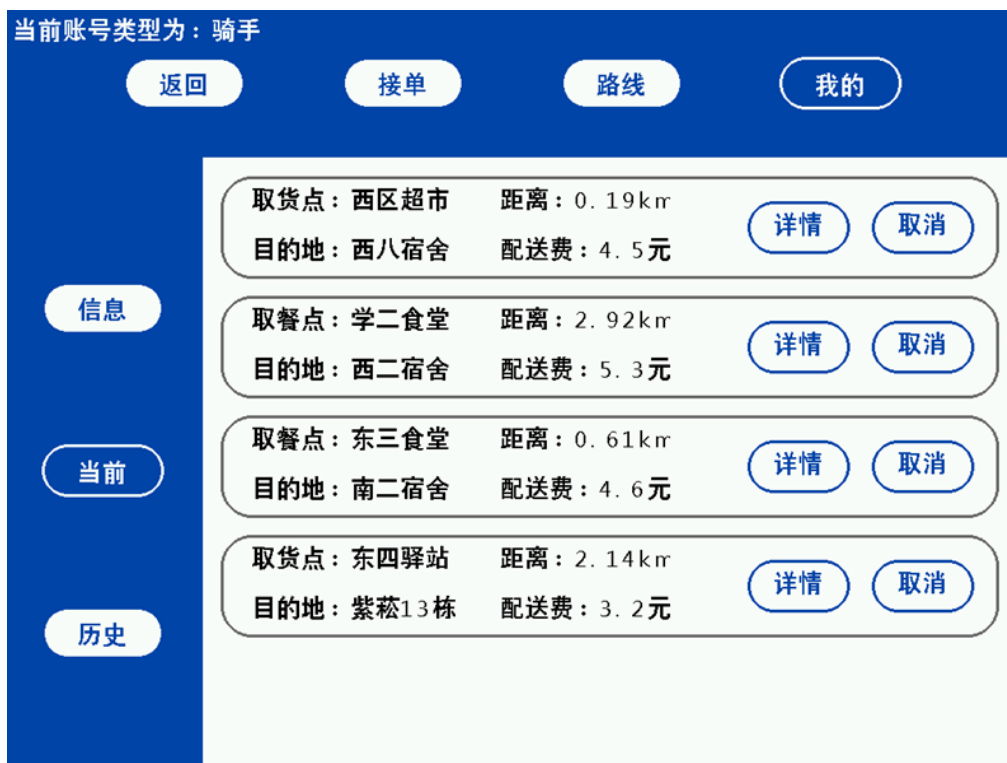 当前账号类型为：骑手
返回 接单 路线 我的
取货点：西区超市 距离：0.19km
详情 取消
目的地：西八宿舍 配送费：4.5元
信息
取餐点：学二食堂 距离：2.92km
详情 取消
目的地：西二宿舍 配送费：5.3元
取餐点：东三食堂 距离：0.61km
当前
详情 取消
目的地：南二宿舍 配送费：4.6元
取货点：东四驿站 距离：2.14km
详情 取消
目的地：紫菘13栋 配送费：3.2元
历史